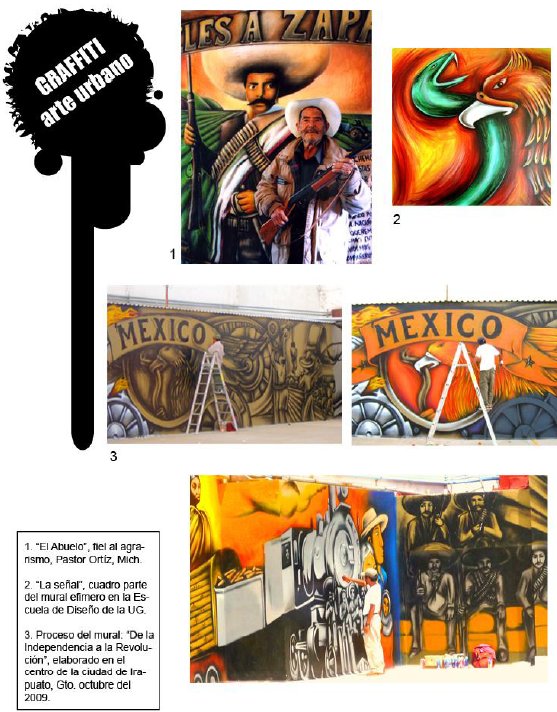 GRAFFITI
arte urbano
LES A ZAPA
1
2
MEXICO
MEXICO
3
1. “El Abuelo”, fiel al agra-
rismo, Pastor Ortíz, Mich.
2. “La señal”, cuadro parte
del mural efímero en la Es-
cuela de Diseño de la UG.
3. Proceso del mural: “De la
Independencia a la Revolu-
ción”, elaborado en el
centro de la ciudad de Ira-
puato, Gto. octubre del
2009.